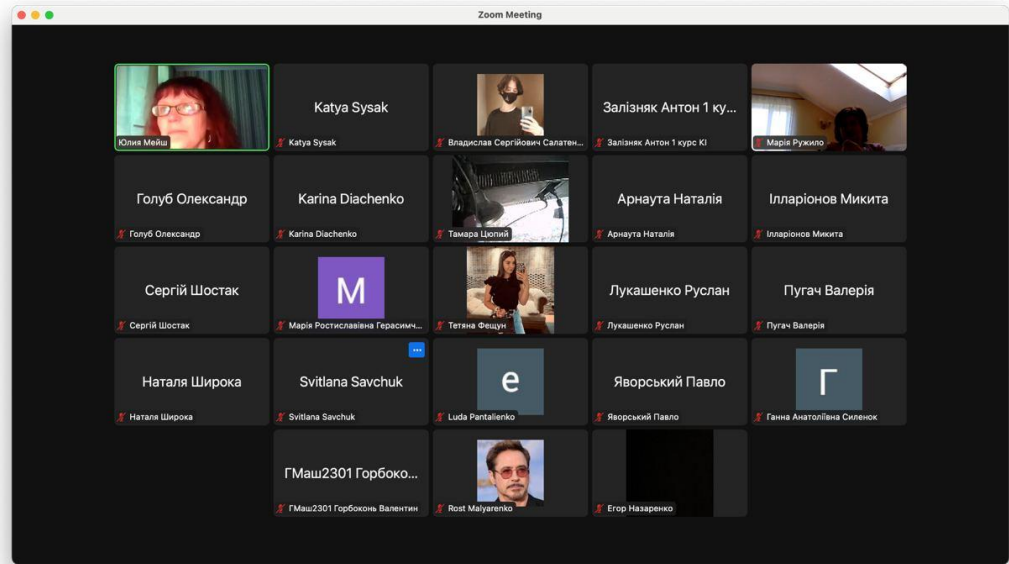 Zoom Meeting
Юлия Мейш
Katya Sysak
Katya Sysak
Владислав Сергійович Салатен...
Залізняк Антон 1 ку...
Залізняк Антон 1 курс КІ
Марія Ружило
Голуб Олександр
Голуб Олександр
Karina Diachenko
Karina Diachenko
Тамара Цюпий
Арнаута Наталія
Арнаута Наталія
Ілларіонов Микита
Ілларіонов Микита
Сергій Шостак
Сергій Шостак
М
Марія Ростиславівна Герасимч...
Тетяна Фещун
Лукашенко Руслан
Лукашенко Руслан
Пугач Валерія
Пугач Валерія
Наталя Широка
Наталя Широка
Svitlana Savchuk
Svitlana Savchuk
е
Luda Pantalienko
Яворський Павло
Яворський Павло
Г
Ганна Анатоліївна Силенок
ГМаш2301 Горбоко...
ГМаш2301 Горбоконь Валентин
Rost Malyarenko
Егор Назаренко